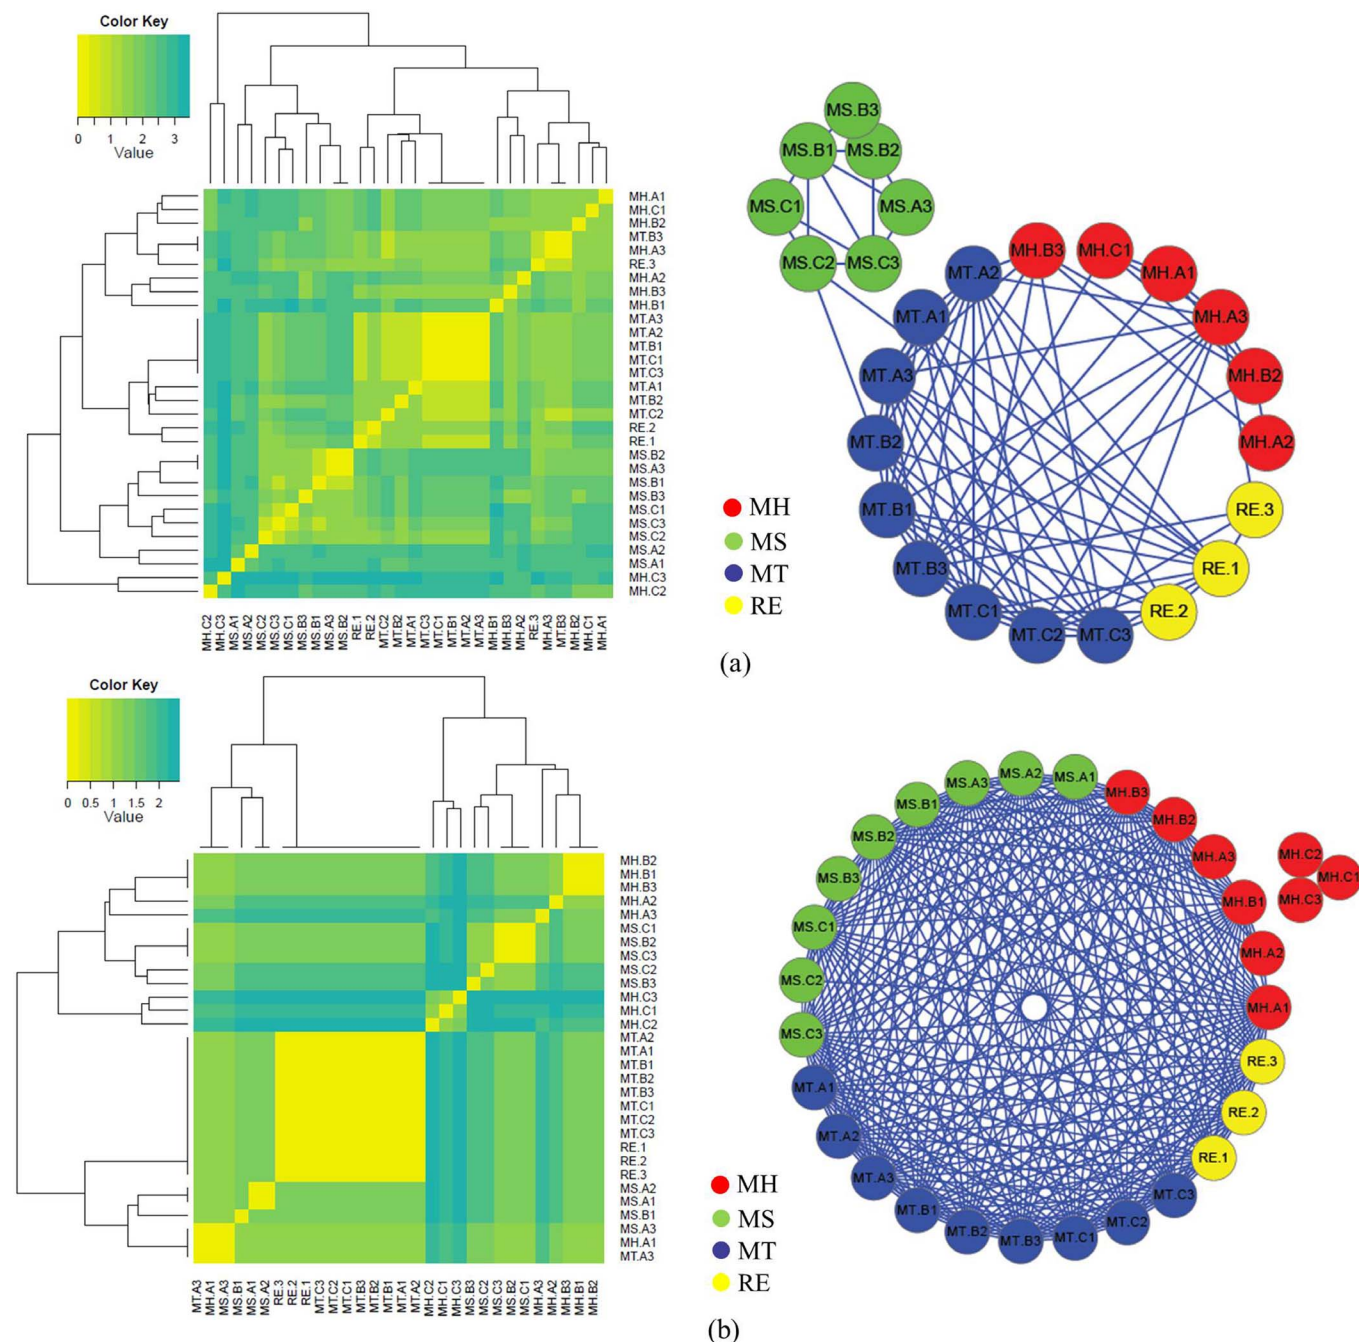 Color Key
0 1 2 3
Value
MH.A1
MH.C1
MH.B2
MT.B3
MH.A3
RE.3
MH.A2
MH.B3
MH.B1
MT.A3
MT.A2
MT.B1
MT.C1
MT.C3
MT.A1
MT.B2
MT.C2
RE.2
RE.1
MS.B2
MS.A3
MS.B1
MS.B3
MS.C1
MS.C3
MS.C2
MS.A2
MS.A1
MH.C3
MH.C2
MH.C2 MH.C3 MS.A1 MS.A2 MS.C2 MS.C3 MS.C1 MS.B3 MS.B1 MS.A3 MS.B2 RE.1 RE.2 MT.C2 MT.B2 MT.A1 MT.C3 MT.C1 MT.B1 MT.A2 MT.A3 MH.B1 MH.B3 MH.A2 RE.3 MH.A3 MT.B3 MH.B2 MH.C1 MH.A1
MS.B3
MS.B1 MS.B2
MS.C1 MS.A3
MS.C2 MS.C3
MT.A2 MH.B3 MH.C1 MH.A1
MT.A1 MH.A3
MT.A3 MH.B2
MT.B2 MH.A2
MT.B1 RE.3
MT.B3 RE.1
MT.C1 MT.C2 MT.C3 RE.2
MH
MS
MT
RE
(a)
Color Key
0 0.5 1 1.5 2
Value
MH.B2
MH.B1
MH.B3
MH.A2
MH.A3
MS.C1
MS.B2
MS.C3
MS.C2
MS.B3
MH.C3
MH.C1
MH.C2
MT.A2
MT.A1
MT.B1
MT.B2
MT.B3
MT.C1
MT.C2
MT.C3
RE.1
RE.2
RE.3
MS.A2
MS.A1
MS.B1
MS.A3
MH.A1
MT.A3
MT.A3 MH.A1 MS.A3 MS.B1 MS.A1 MS.A2 RE.3 RE.2 RE.1 MT.C3 MT.C2 MT.C1 MT.B3 MT.B2 MT.B1 MT.A1 MT.A2 MH.C2 MH.C1 MH.C3 MS.B3 MS.C2 MS.C3 MS.B2 MS.C1 MH.A3 MH.A2 MH.B3 MH.B1 MH.B2
MS.A3 MS.A2 MS.A1 MH.B3
MS.B1 MH.B2
MS.B2 MH.A3 MH.C2
MS.B3 MH.C1
MS.C1 MH.B1 MH.C3
MS.C2 MH.A2
MS.C3 MH.A1
MT.A1 RE.3
MT.A2 RE.2
MT.A3 RE.1
MT.B1 MT.B2 MT.B3 MT.C1 MT.C2 MT.C3
MH
MS
MT
RE
(b)